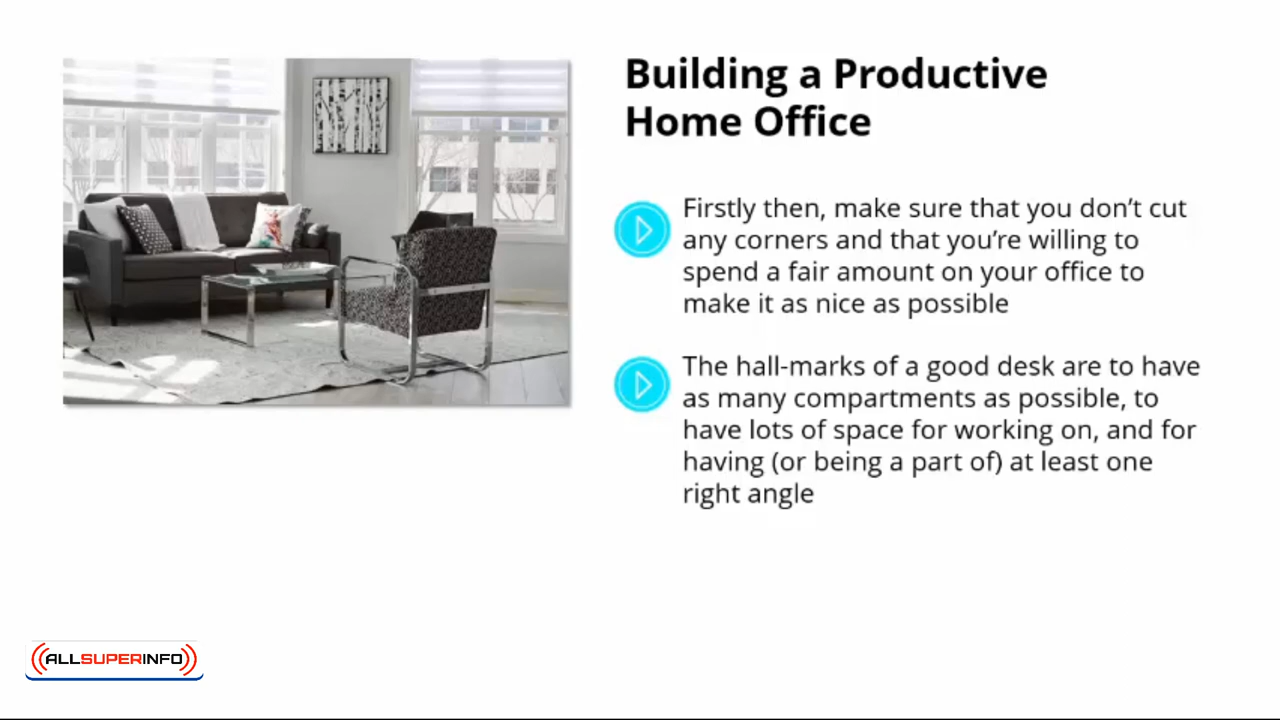 Building a Productive
Home Office
Firstly then, make sure that you don’t cut
any corners and that you’re willing to
spend a fair amount on your office to
make it as nice as possible
The hall-marks of a good desk are to have
as many compartments as possible, to
have lots of space for working on, and for
having (or being a part of) at least one
right angle
ALLSUPERINFO